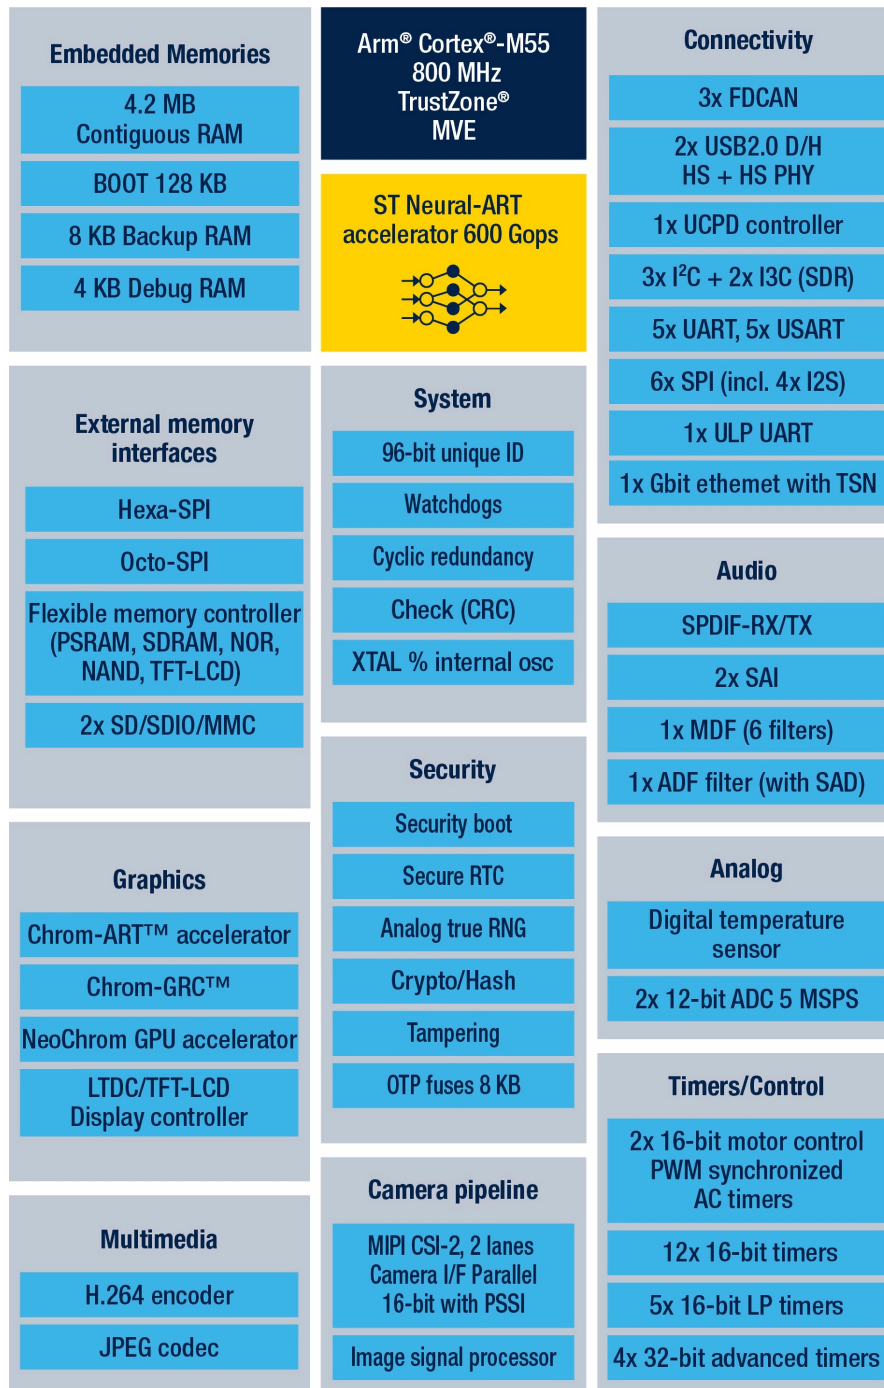 Embedded Memories
4.2 MB
Contiguous RAM
BOOT 128 KB
8 KB Backup RAM
4 KB Debug RAM
External memory
interfaces
Hexa-SPI
Octo-SPI
Flexible memory controller
(PSRAM, SDRAM, NOR,
NAND, TFT-LCD)
2x SD/SDIO/MMC
Graphics
Chrom-ART™ accelerator
Chrom-GRC™
NeoChrom GPU accelerator
LTDC/TFT-LCD
Display controller
Multimedia
H.264 encoder
JPEG codec
Arm® Cortex®-M55
800 MHz
TrustZone®
MVE
ST Neural-ART
accelerator 600 Gops
System
96-bit unique ID
Watchdogs
Cyclic redundancy
Check (CRC)
XTAL % internal osc
Security
Security boot
Secure RTC
Analog true RNG
Crypto/Hash
Tampering
OTP fuses 8 KB
Camera pipeline
MIPI CSI-2, 2 lanes
Camera I/F Parallel
16-bit with PSSI
Image signal processor
Connectivity
3x FDCAN
2x USB2.0 D/H
HS + HS PHY
1x UCPD controller
3x I²C + 2x I3C (SDR)
5x UART, 5x USART
6x SPI (incl. 4x I2S)
1x ULP UART
1x Gbit ethemet with TSN
Audio
SPDIF-RX/TX
2x SAI
1x MDF (6 filters)
1x ADF filter (with SAD)
Analog
Digital temperature
sensor
2x 12-bit ADC 5 MSPS
Timers/Control
2x 16-bit motor control
PWM synchronized
AC timers
12x 16-bit timers
5x 16-bit LP timers
4x 32-bit advanced timers